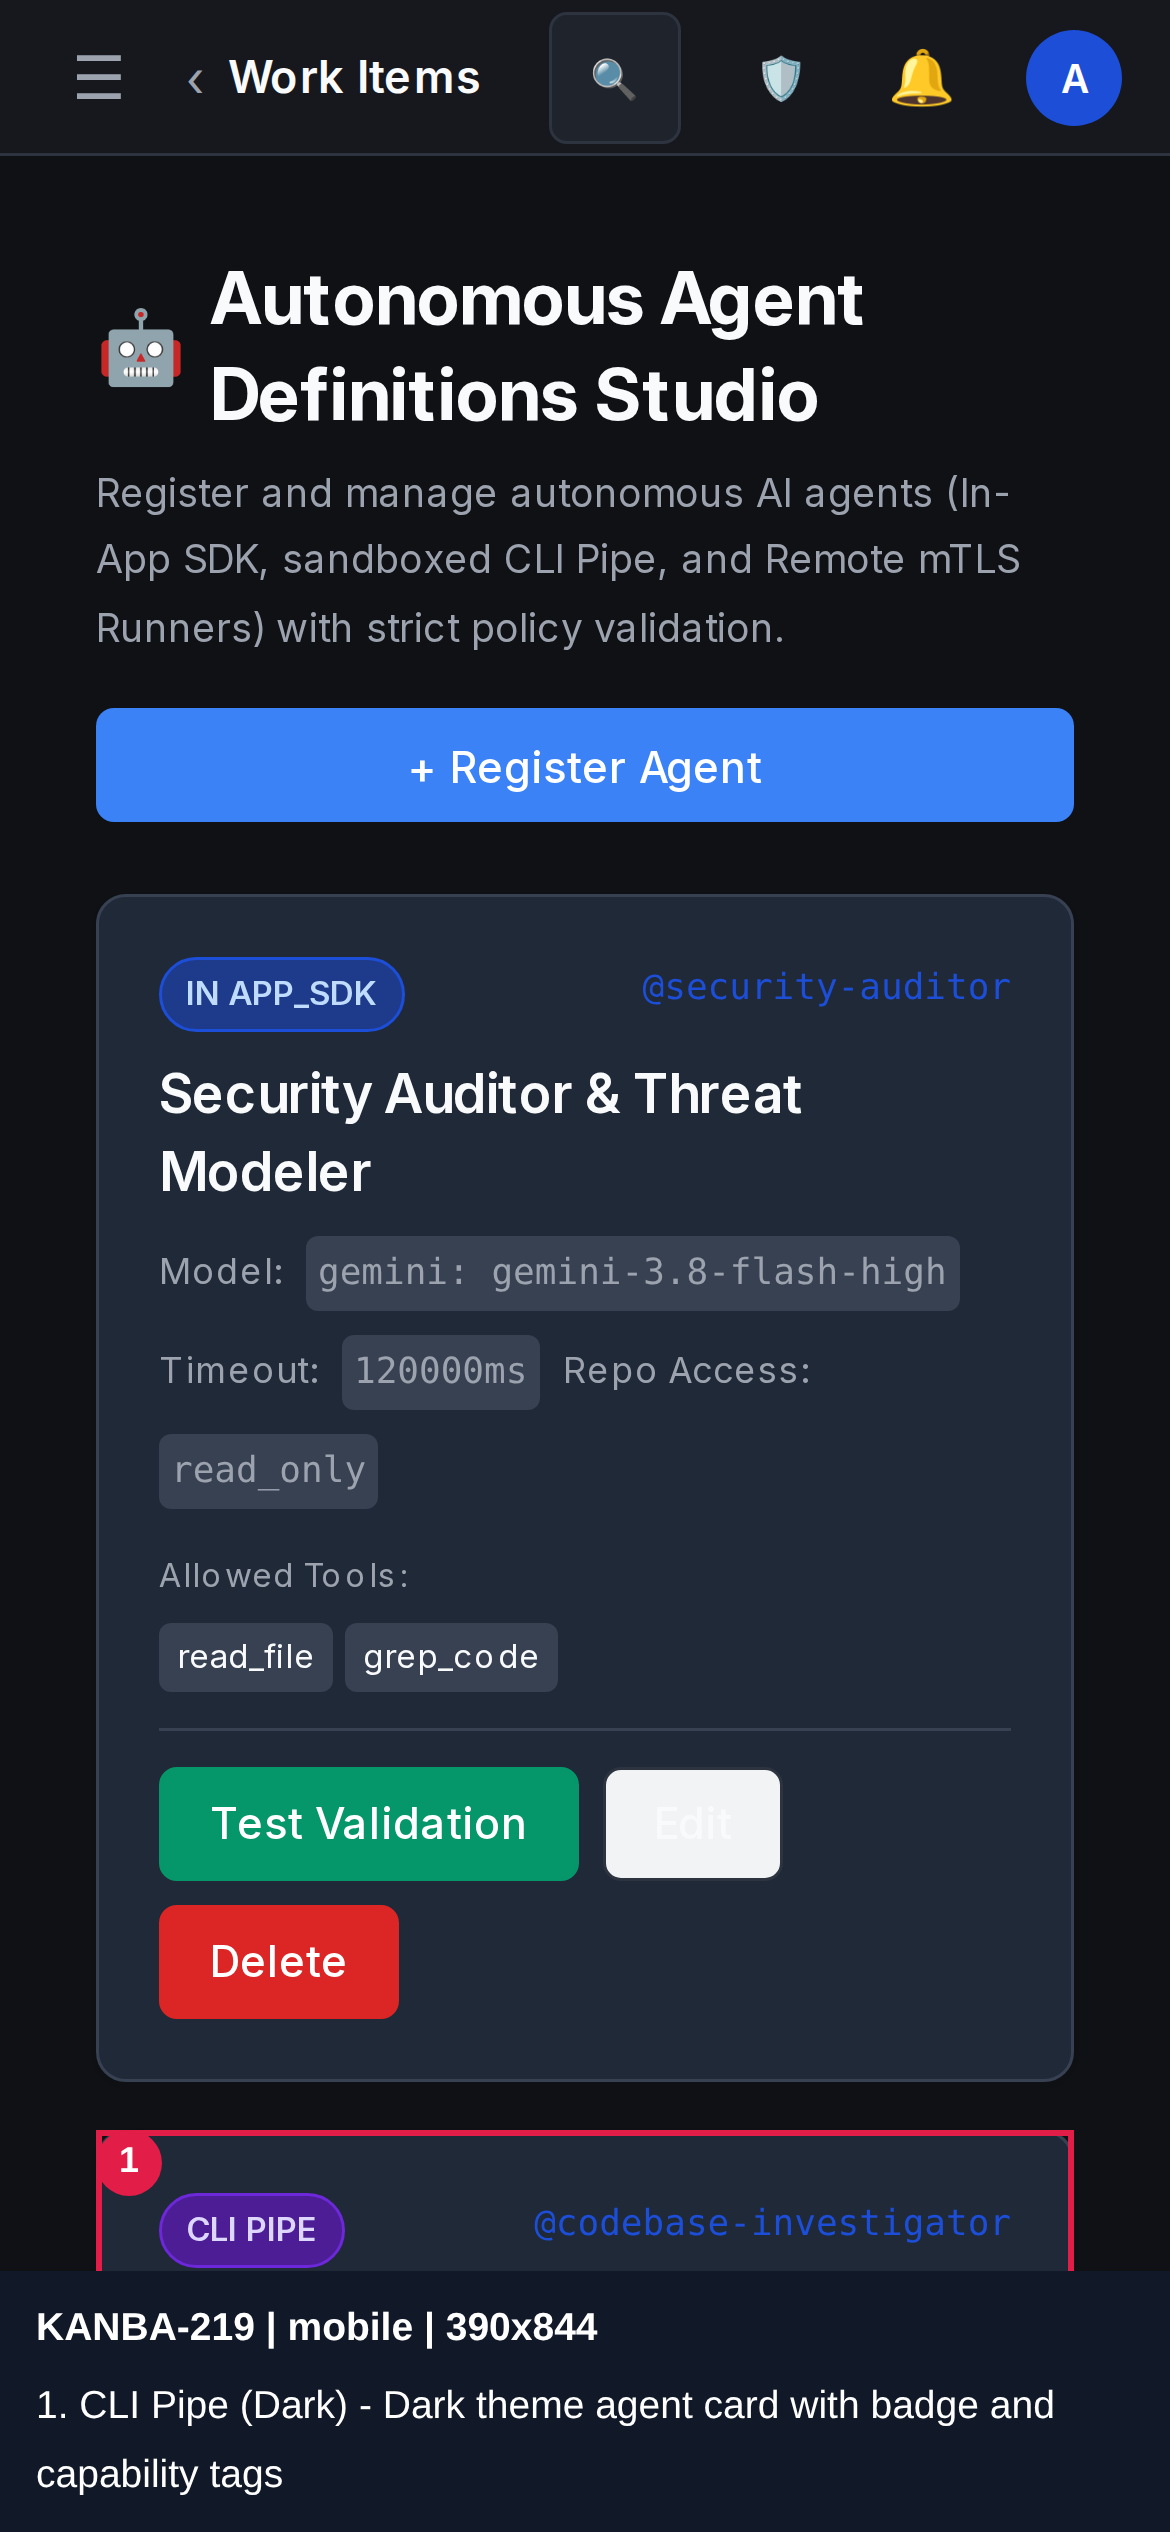 Work Items
A
Autonomous Agent
Definitions Studio
Register and manage autonomous AI agents (In-
App SDK, sandboxed CLI Pipe, and Remote mTLS
Runners) with strict policy validation.
+ Register Agent
IN APP_SDK
@security-auditor
Security Auditor & Threat
Modeler
Model: gemini: gemini-3.8-flash-high
Timeout: 120000ms Repo Access:
read_only
Allowed Tools:
read_file grep_code
Test Validation Edit
Delete
1
CLI PIPE
@codebase-investigator
KANBA-219 | mobile | 390x844
1. CLI Pipe (Dark) - Dark theme agent card with badge and
capability tags